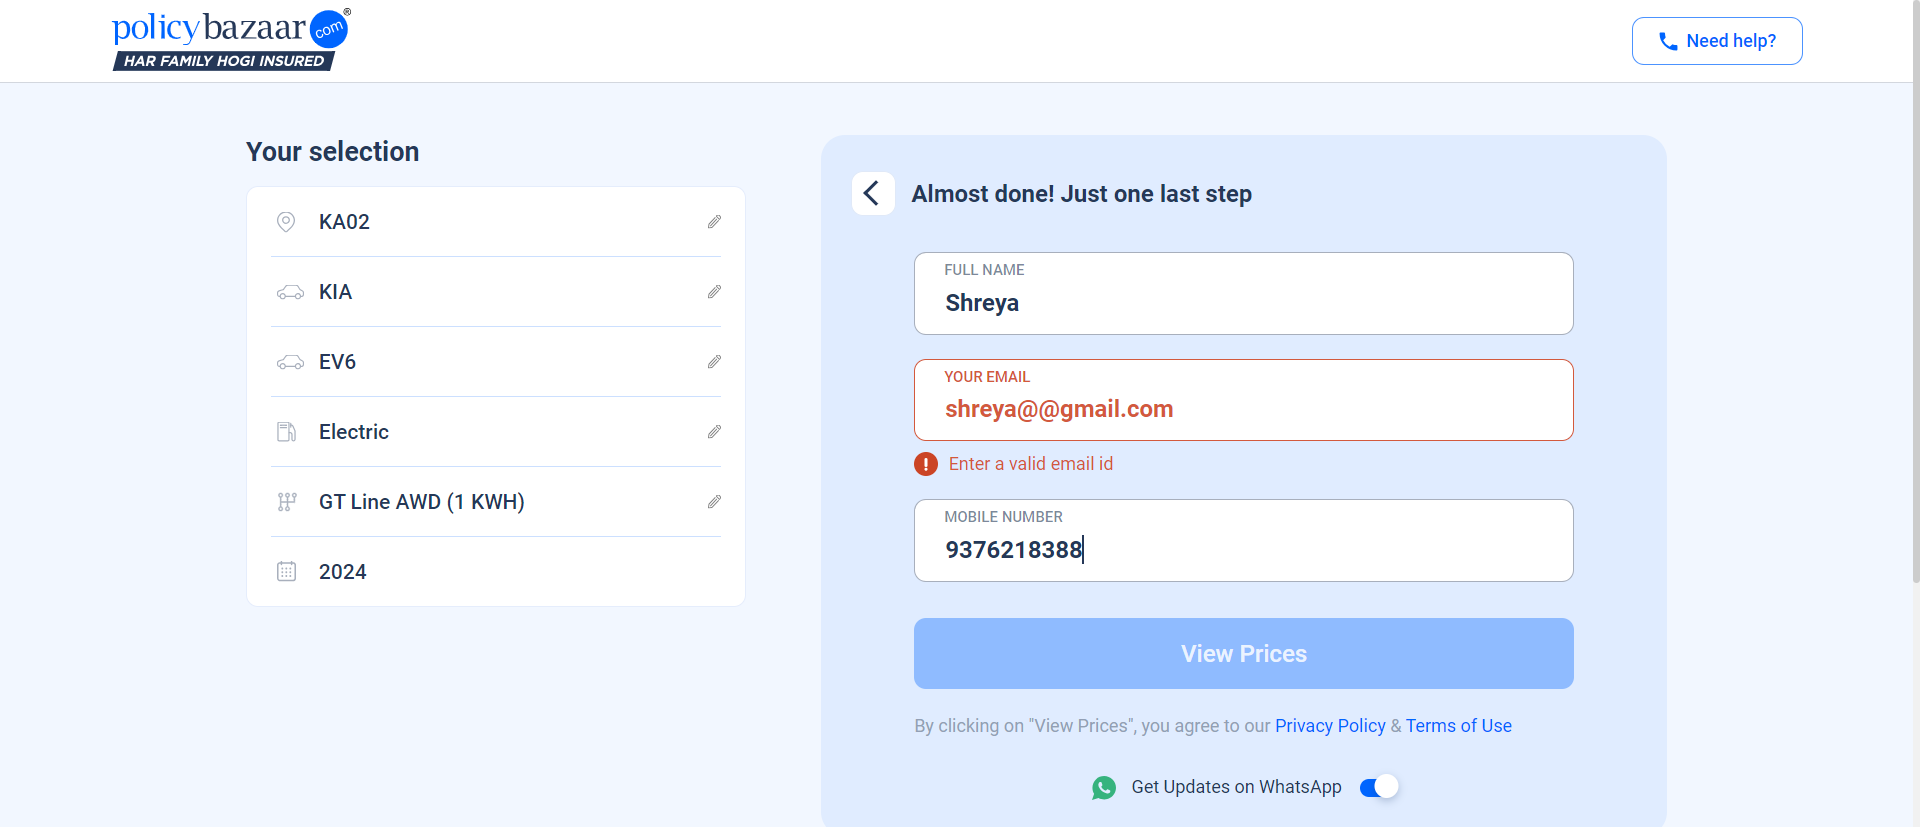 policybazaar.com®
HAR FAMILY HOGI INSURED
Need help?
Your selection
KA02
KIA
EV6
Electric
GT Line AWD (1 KWH)
2024
Almost done! Just one last step
FULL NAME
Shreya
YOUR EMAIL
shreya@@gmail.com
Enter a valid email id
MOBILE NUMBER
9376218388
View Prices
By clicking on "View Prices", you agree to our Privacy Policy & Terms of Use
Get Updates on WhatsApp